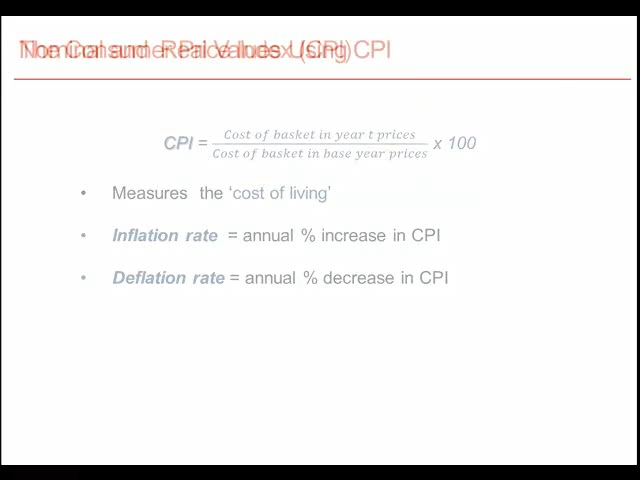 The Consumer Price Index (CPI)
Nominal and Real Values Using CPI
CPI = Cost of basket in year t prices / Cost of basket in base year prices x 100
• Measures the ‘cost of living’
• Inflation rate = annual % increase in CPI
• Deflation rate = annual % decrease in CPI